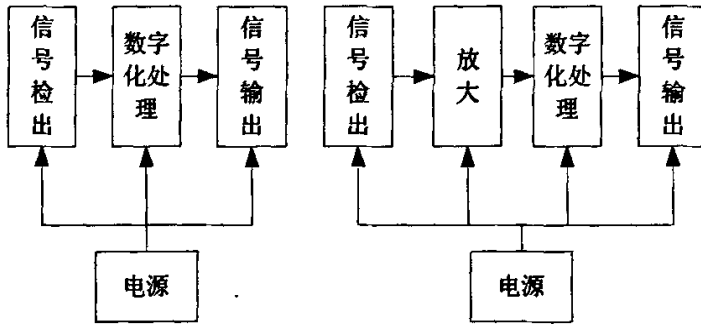 信号检出
数字化处理
信号输出
电源
信号检出
放大
数字化处理
信号输出
电源